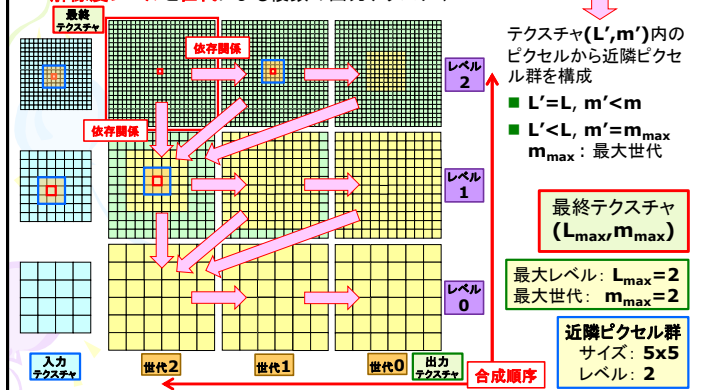 最終
テクスチャ
依存関係
依存関係
レベル
2
レベル
1
レベル
0
入力
テクスチャ
世代2
世代1
世代0
出力
テクスチャ
合成順序
テクスチャ(L’,m’)内の
ピクセルから近隣ピクセ
ル群を構成
■ L’=L, m’<m
■ L’<L, m’=mmax
mmax : 最大世代
最終テクスチャ
(Lmax,mmax)
最大レベル: Lmax=2
最大世代: mmax=2
近隣ピクセル群
サイズ: 5x5
レベル: 2